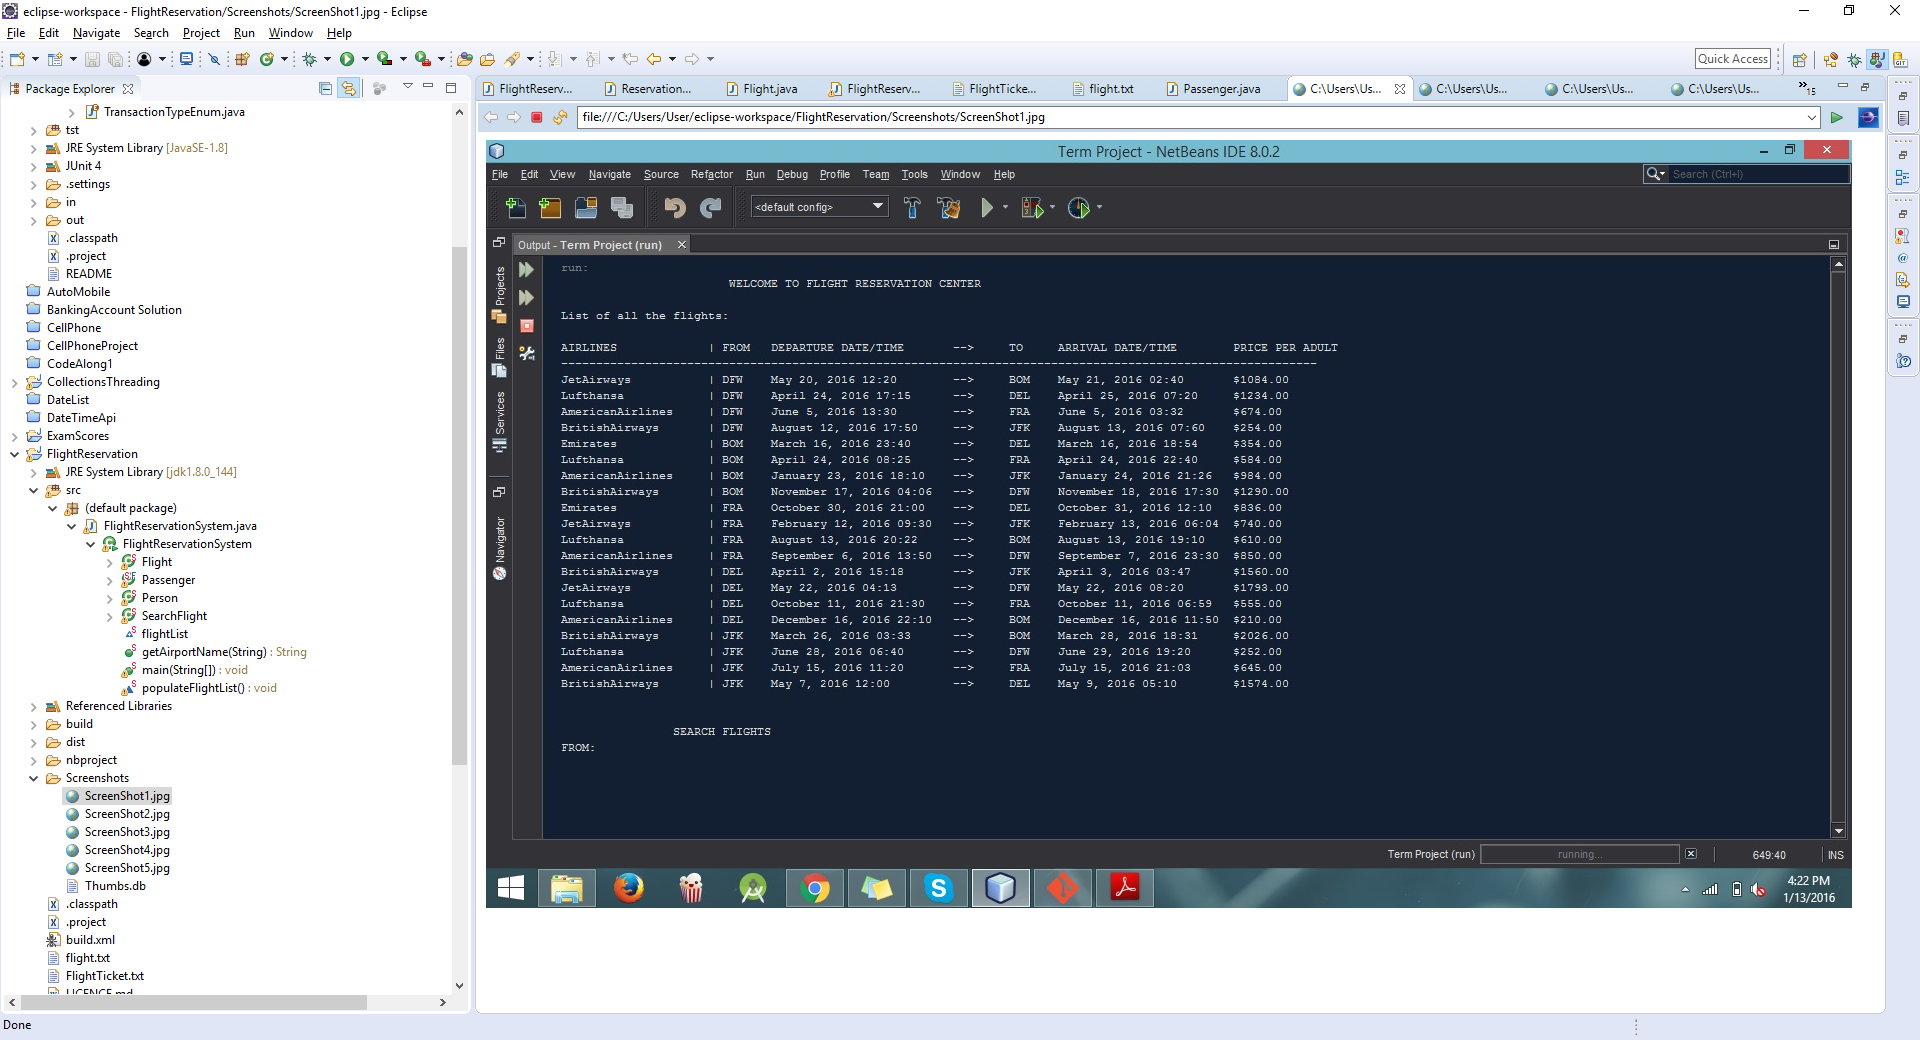 eclipse-workspace - FlightReservation/Screenshots/ScreenShot1.jpg - Eclipse
File Edit Navigate Search Project Run Window Help
Quick Access
Package Explorer
TransactionTypeEnum.java
tst
JRE System Library [JavaSE-1.8]
JUnit 4
.settings
in
out
.classpath
.project
README
AutoMobile
BankingAccount Solution
CellPhone
CellPhoneProject
CodeAlong1
CollectionsThreading
DateList
DateTimeApi
ExamScores
FlightReservation
JRE System Library [jdk1.8.0_144]
src
(default package)
FlightReservationSystem.java
FlightReservationSystem
Flight
Passenger
Person
SearchFlight
flightList
getAirportName(String) : String
main(String[]) : void
populateFlightList() : void
Referenced Libraries
build
dist
nbproject
Screenshots
ScreenShot1.jpg
ScreenShot2.jpg
ScreenShot3.jpg
ScreenShot4.jpg
ScreenShot5.jpg
Thumbs.db
.classpath
.project
build.xml
flight.txt
FlightTicket.txt
LICENCE.md
Done
FlightReserv... Reservation... Flight.java FlightReserv... FlightTicke... flight.txt Passenger.java C:\Users\Us... C:\Users\Us... C:\Users\Us... C:\Users\Us... »15
file:///C:/Users/User/eclipse-workspace/FlightReservation/Screenshots/ScreenShot1.jpg
Term Project - NetBeans IDE 8.0.2
File Edit View Navigate Source Refactor Run Debug Profile Team Tools Window Help
Search (Ctrl+I)
<default config>
Output - Term Project (run)
Projects
Files
Services
Navigator
run:
WELCOME TO FLIGHT RESERVATION CENTER
List of all the flights:
AIRLINES | FROM DEPARTURE DATE/TIME --> TO ARRIVAL DATE/TIME PRICE PER ADULT
JetAirways | DFW May 20, 2016 12:20 --> BOM May 21, 2016 02:40 $1084.00
Lufthansa | DFW April 24, 2016 17:15 --> DEL April 25, 2016 07:20 $1234.00
AmericanAirlines | DFW June 5, 2016 13:30 --> FRA June 5, 2016 03:32 $674.00
BritishAirways | DFW August 12, 2016 17:50 --> JFK August 13, 2016 07:60 $254.00
Emirates | BOM March 16, 2016 23:40 --> DEL March 16, 2016 18:54 $354.00
Lufthansa | BOM April 24, 2016 08:25 --> FRA April 24, 2016 22:40 $584.00
AmericanAirlines | BOM January 23, 2016 18:10 --> JFK January 24, 2016 21:26 $984.00
BritishAirways | BOM November 17, 2016 04:06 --> DFW November 18, 2016 17:30 $1290.00
Emirates | FRA October 30, 2016 21:00 --> DEL October 31, 2016 12:10 $836.00
JetAirways | FRA February 12, 2016 09:30 --> JFK February 13, 2016 06:04 $740.00
Lufthansa | FRA August 13, 2016 20:22 --> BOM August 13, 2016 19:10 $610.00
AmericanAirlines | FRA September 6, 2016 13:50 --> DFW September 7, 2016 23:30 $850.00
BritishAirways | DEL April 2, 2016 15:18 --> JFK April 3, 2016 03:47 $1560.00
JetAirways | DEL May 22, 2016 04:13 --> DFW May 22, 2016 08:20 $1793.00
Lufthansa | DEL October 11, 2016 21:30 --> FRA October 11, 2016 06:59 $555.00
AmericanAirlines | DEL December 16, 2016 22:10 --> BOM December 16, 2016 11:50 $210.00
BritishAirways | JFK March 26, 2016 03:33 --> BOM March 28, 2016 18:31 $2026.00
Lufthansa | JFK June 28, 2016 06:40 --> DFW June 29, 2016 19:20 $252.00
AmericanAirlines | JFK July 15, 2016 11:20 --> FRA July 15, 2016 21:03 $645.00
BritishAirways | JFK May 7, 2016 12:00 --> DEL May 9, 2016 05:10 $1574.00
SEARCH FLIGHTS
FROM:
Term Project (run) running... 649:40 INS
4:22 PM
1/13/2016